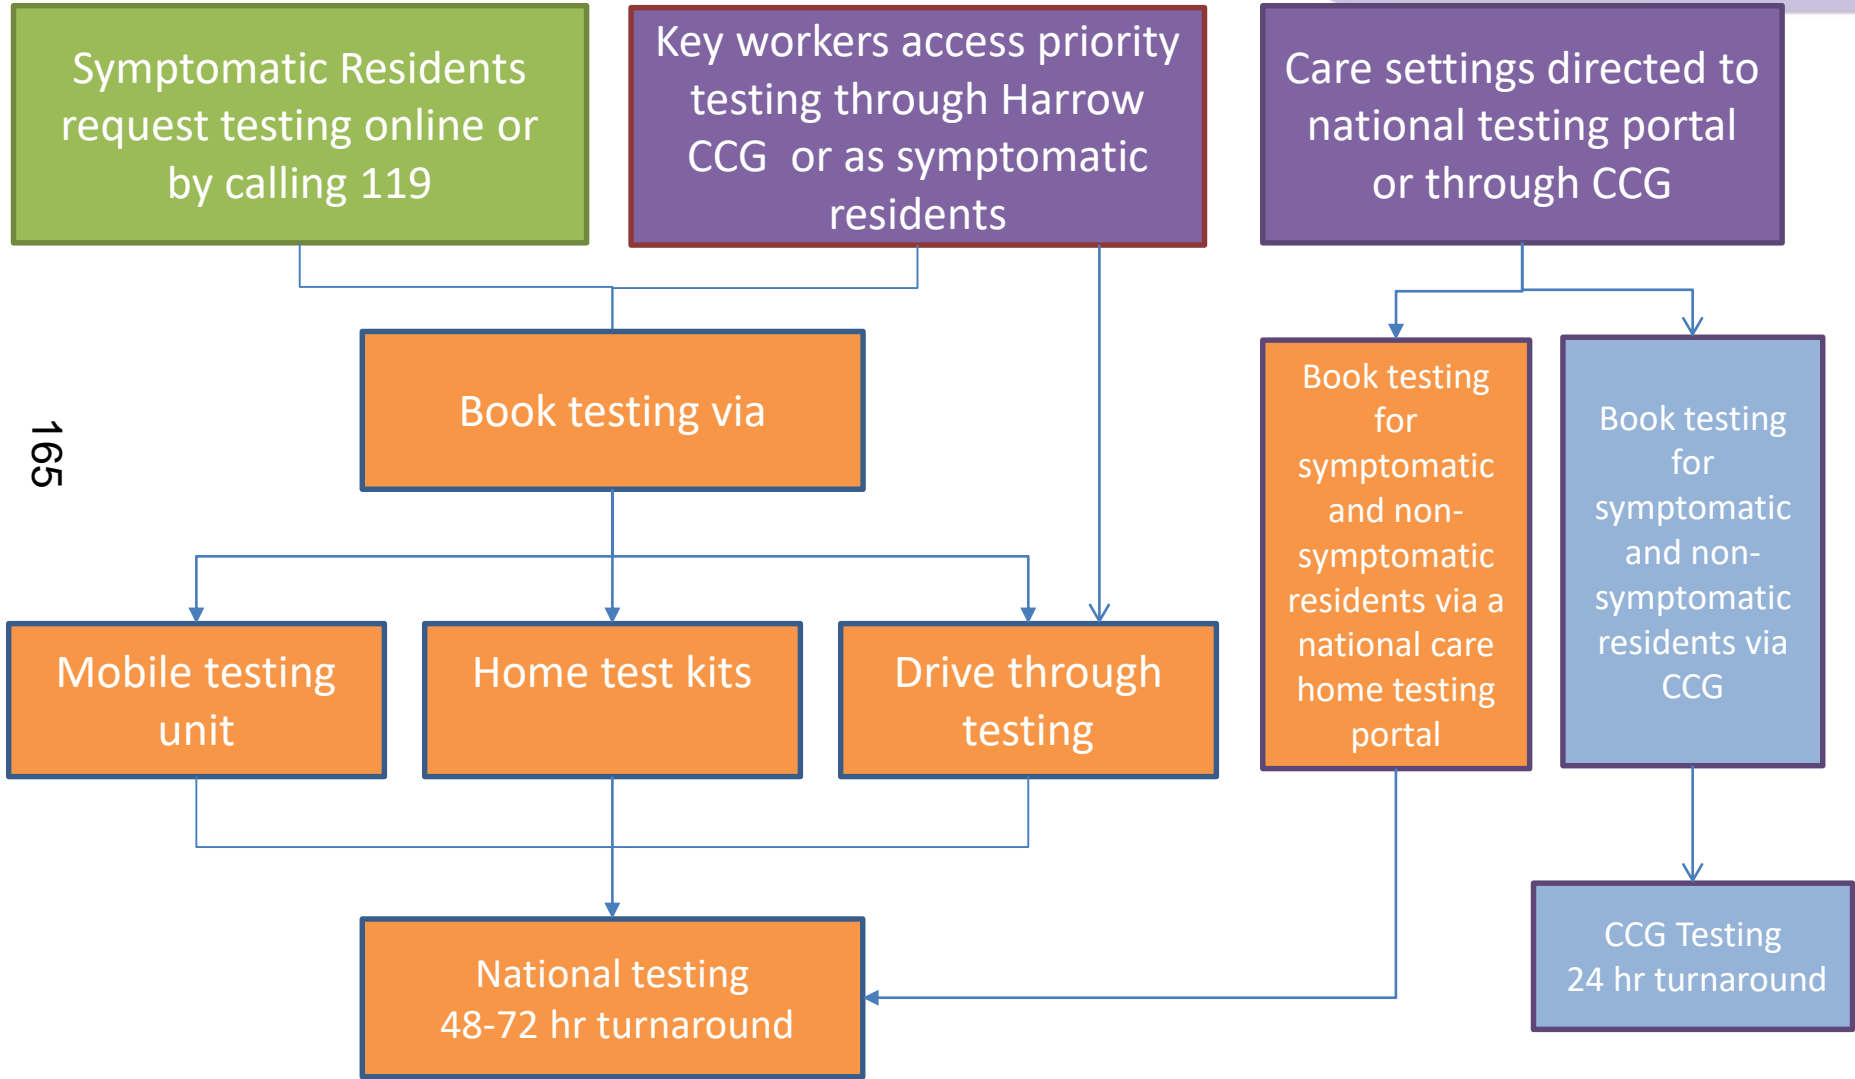 Symptomatic Residents
request testing online or
by calling 119
Key workers access priority
testing through Harrow
CCG or as symptomatic
residents
Care settings directed to
national testing portal
or through CCG
Book testing via
Book testing
for
symptomatic
and non-
symptomatic
residents via a
national care
home testing
portal
Book testing
for
symptomatic
and non-
symptomatic
residents via
CCG
165
Mobile testing
unit
Home test kits
Drive through
testing
National testing
48-72 hr turnaround
CCG Testing
24 hr turnaround